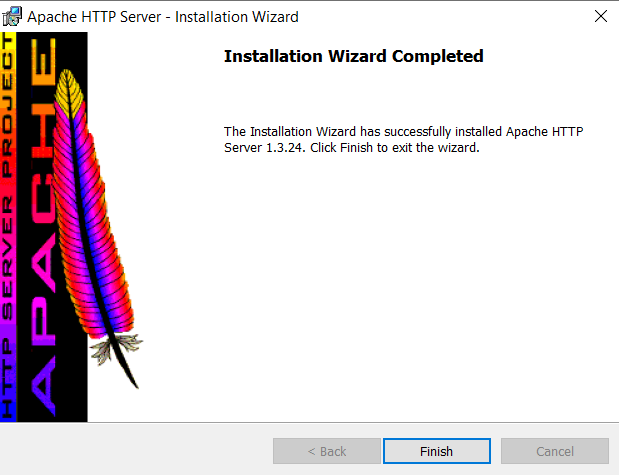 Apache HTTP Server - Installation Wizard
HTTP SERVER PROJECT
APACHE
Installation Wizard Completed
The Installation Wizard has successfully installed Apache HTTP
Server 1.3.24. Click Finish to exit the wizard.
< Back
Finish
Cancel